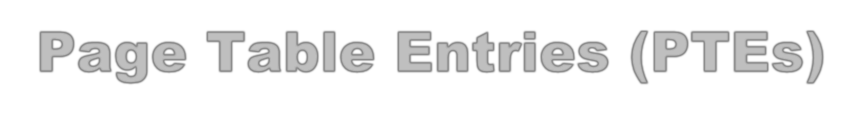 Page Table Entries (PTEs)